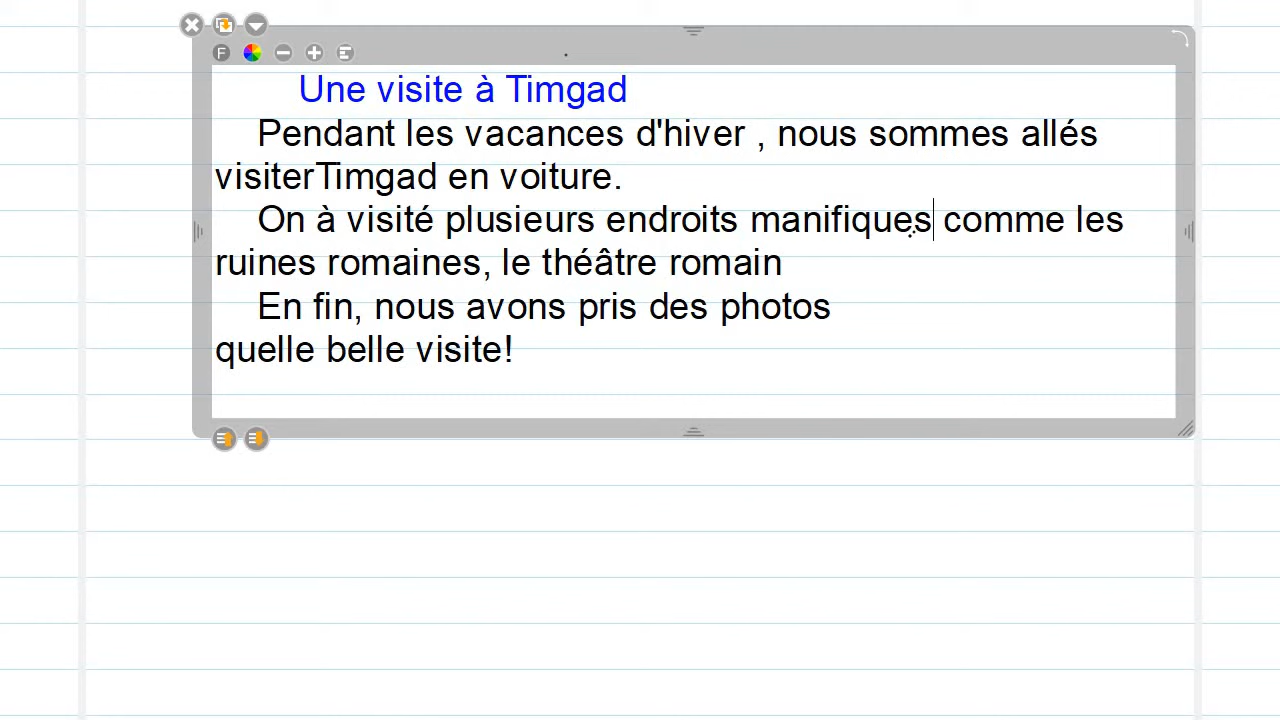 Une visite à Timgad
Pendant les vacances d'hiver , nous sommes allés
visiterTimgad en voiture.
On à visité plusieurs endroits manifiques comme les
ruines romaines, le théâtre romain
En fin, nous avons pris des photos
quelle belle visite!